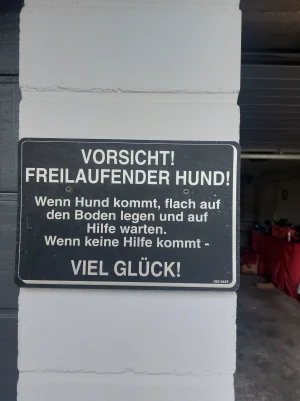 VORSICHT!
FREILAUFENDER HUND!
Wenn Hund kommt, flach auf
den Boden legen und auf
Hilfe warten.
Wenn keine Hilfe kommt -
VIEL GLÜCK!